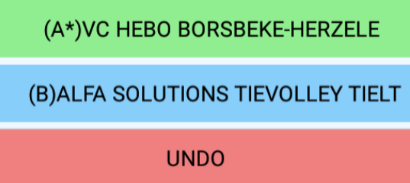 (A*)VC HEBO BORSBEKE-HERZELE
(B)ALFA SOLUTIONS TIEVOLLEY TIELT
UNDO